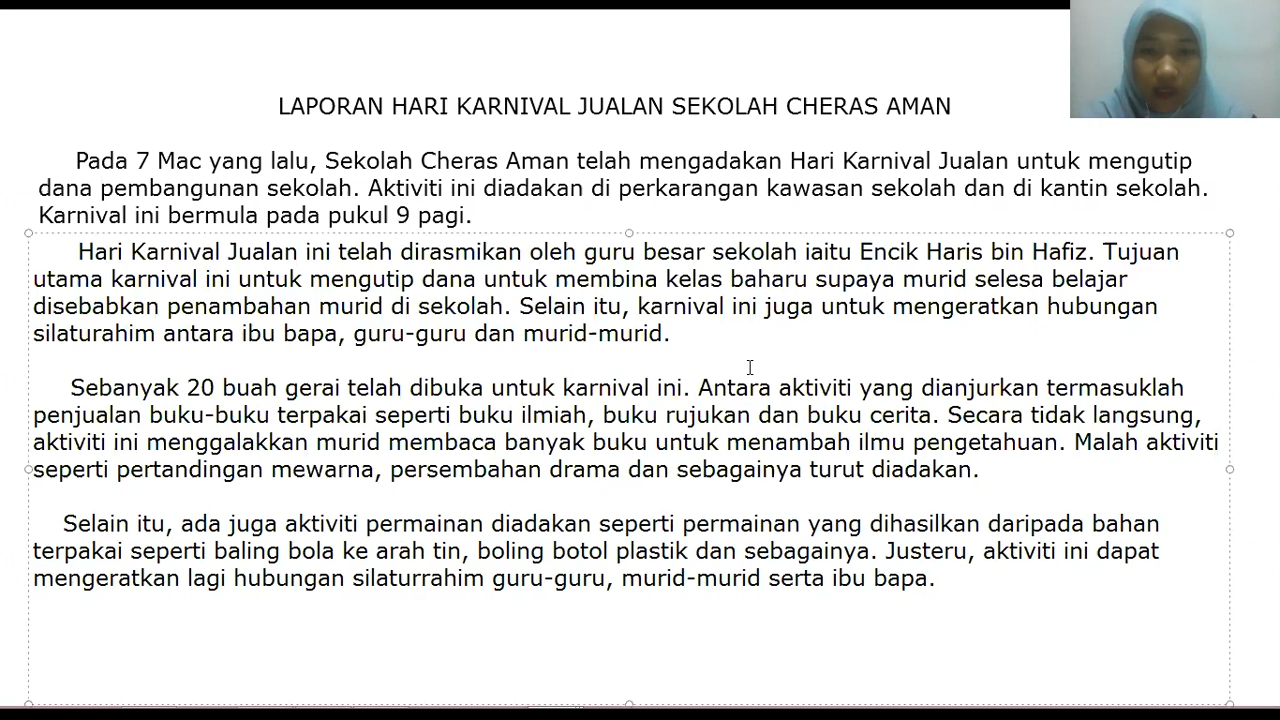 LAPORAN HARI KARNIVAL JUALAN SEKOLAH CHERAS AMAN
Pada 7 Mac yang lalu, Sekolah Cheras Aman telah mengadakan Hari Karnival Jualan untuk mengutip
dana pembangunan sekolah. Aktiviti ini diadakan di perkarangan kawasan sekolah dan di kantin sekolah.
Karnival ini bermula pada pukul 9 pagi.
Hari Karnival Jualan ini telah dirasmikan oleh guru besar sekolah iaitu Encik Haris bin Hafiz. Tujuan
utama karnival ini untuk mengutip dana untuk membina kelas baharu supaya murid selesa belajar
disebabkan penambahan murid di sekolah. Selain itu, karnival ini juga untuk mengeratkan hubungan
silaturahim antara ibu bapa, guru-guru dan murid-murid.
Sebanyak 20 buah gerai telah dibuka untuk karnival ini. Antara aktiviti yang dianjurkan termasuklah
penjualan buku-buku terpakai seperti buku ilmiah, buku rujukan dan buku cerita. Secara tidak langsung,
aktiviti ini menggalakkan murid membaca banyak buku untuk menambah ilmu pengetahuan. Malah aktiviti
seperti pertandingan mewarna, persembahan drama dan sebagainya turut diadakan.
Selain itu, ada juga aktiviti permainan diadakan seperti permainan yang dihasilkan daripada bahan
terpakai seperti baling bola ke arah tin, boling botol plastik dan sebagainya. Justeru, aktiviti ini dapat
mengeratkan lagi hubungan silaturrahim guru-guru, murid-murid serta ibu bapa.